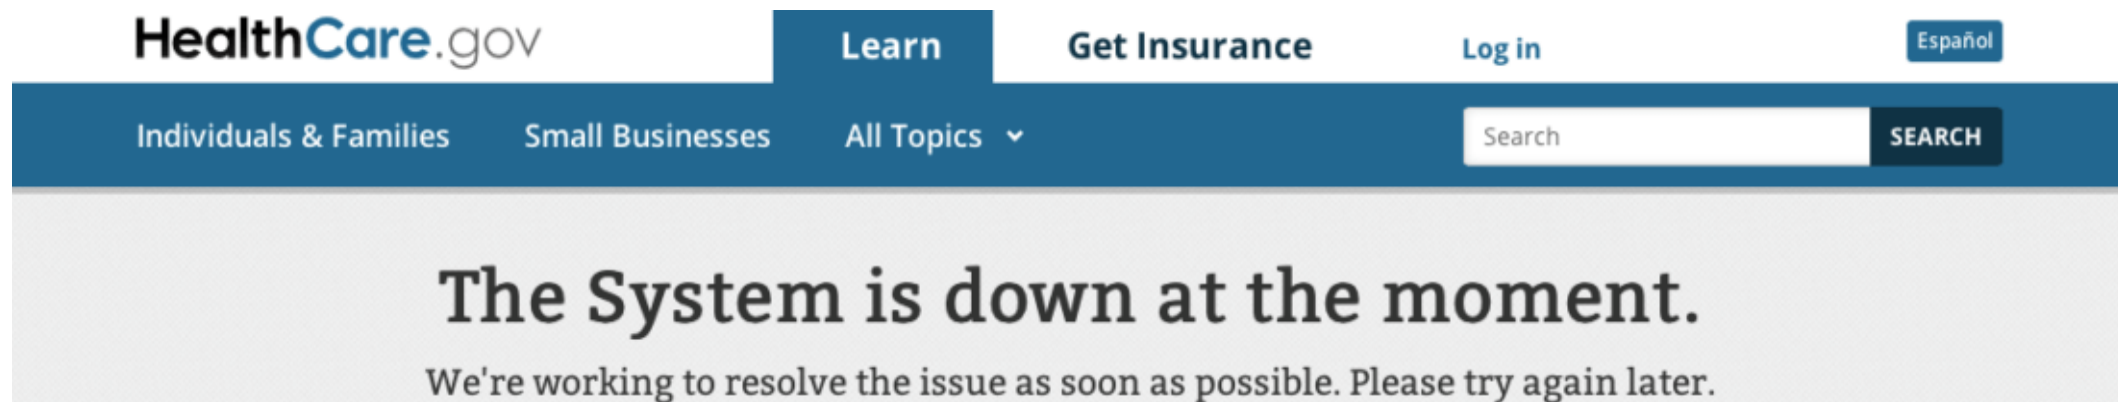 HealthCare.gov Learn Get Insurance Log in Español
Individuals & Families Small Businesses All Topics Search SEARCH
The System is down at the moment.
We're working to resolve the issue as soon as possible. Please try again later.